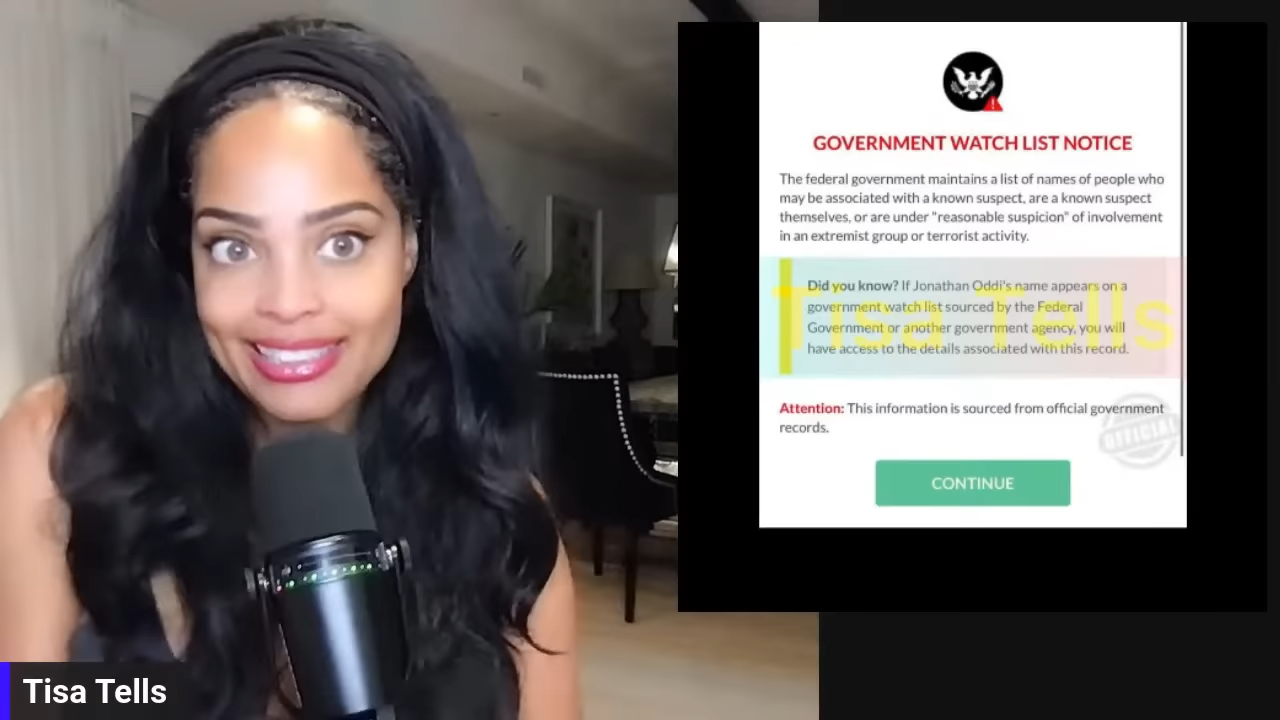 GOVERNMENT WATCH LIST NOTICE
The federal government maintains a list of names of people who
may be associated with a known suspect, are a known suspect
themselves, or are under "reasonable suspicion" of involvement
in an extremist group or terrorist activity.
Did you know? If Jonathan Oddi's name appears on a
government watch list sourced by the Federal
Government or another government agency, you will
have access to the details associated with this record.
Tisa Tells
Attention: This information is sourced from official government
records.
OFFICIAL
CONTINUE
Tisa Tells